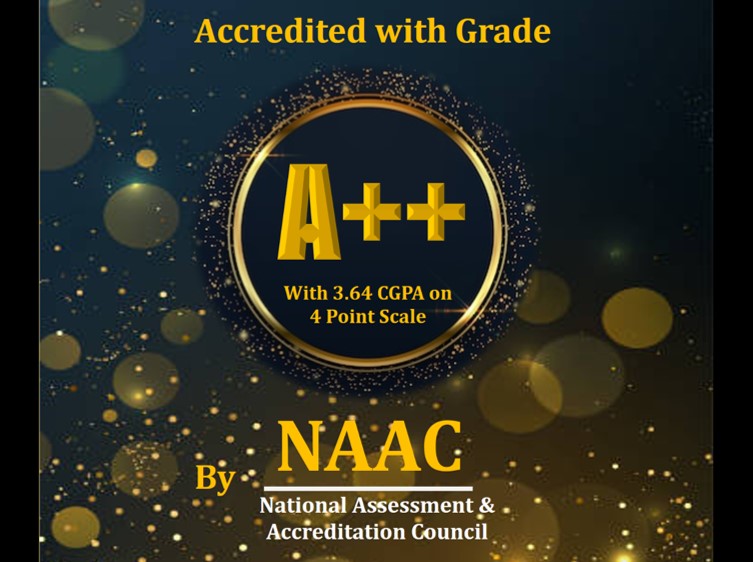 Accredited with Grade
A++
With 3.64 CGPA on
4 Point Scale
By NAAC
National Assessment &
Accreditation Council